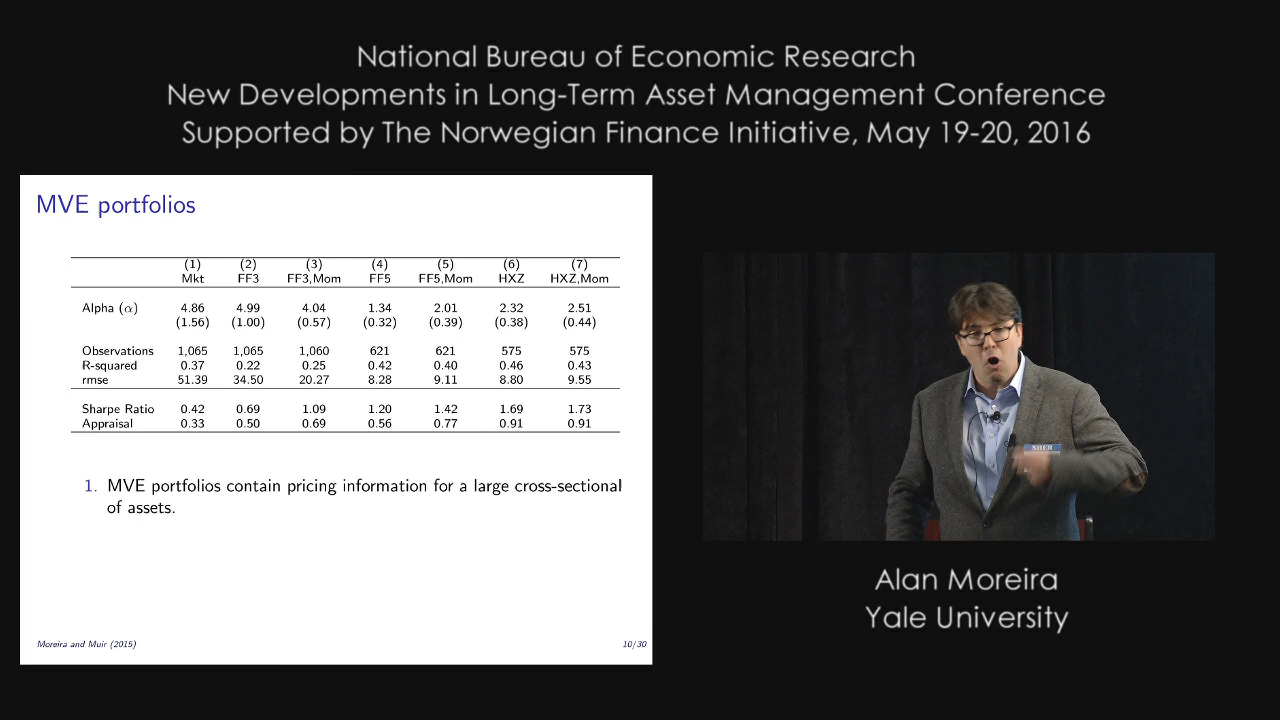 National Bureau of Economic Research
New Developments in Long-Term Asset Management Conference
Supported by The Norwegian Finance Initiative, May 19-20, 2016
MVE portfolios
(1) (2) (3) (4) (5) (6) (7)
Mkt FF3 FF3,Mom FF5 FF5,Mom HXZ HXZ,Mom
Alpha (α) 4.86 4.99 4.04 1.34 2.01 2.32 2.51
(1.56) (1.00) (0.57) (0.32) (0.39) (0.38) (0.44)
Observations 1,065 1,065 1,060 621 621 575 575
R-squared 0.37 0.22 0.25 0.42 0.40 0.46 0.43
rmse 51.39 34.50 20.27 8.28 9.11 8.80 9.55
Sharpe Ratio 0.42 0.69 1.09 1.20 1.42 1.69 1.73
Appraisal 0.33 0.50 0.69 0.56 0.77 0.91 0.91
1. MVE portfolios contain pricing information for a large cross-sectional
of assets.
Moreira and Muir (2015) 10/30
NBER
Alan Moreira
Yale University